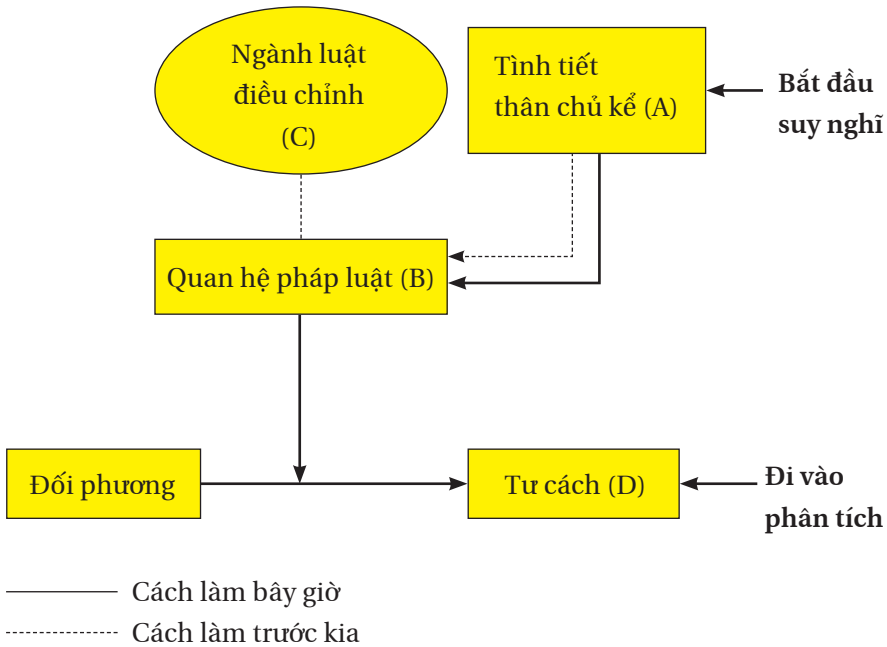 Ngành luật
điều chỉnh
(C)
Tình tiết
thân chủ kể (A)
Bắt đầu
suy nghĩ
Quan hệ pháp luật (B)
Đối phương
Tư cách (D)
Đi vào
phân tích
Cách làm bây giờ
Cách làm trước kia